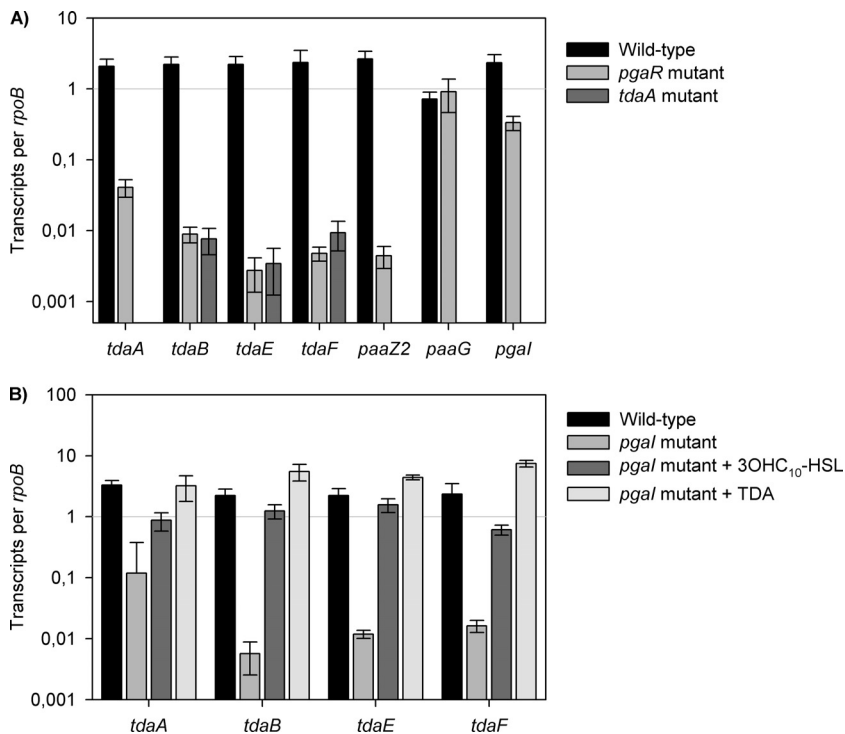 A)
Transcripts per rpoB
10
1
0,1
0,01
0,001
tdaA tdaB tdaE tdaF paaZ2 paaG pgaI
Wild-type
pgaR mutant
tdaA mutant
B)
Transcripts per rpoB
100
10
1
0,1
0,01
0,001
tdaA tdaB tdaE tdaF
Wild-type
pgaI mutant
pgaI mutant + 3OHC₁₀-HSL
pgaI mutant + TDA